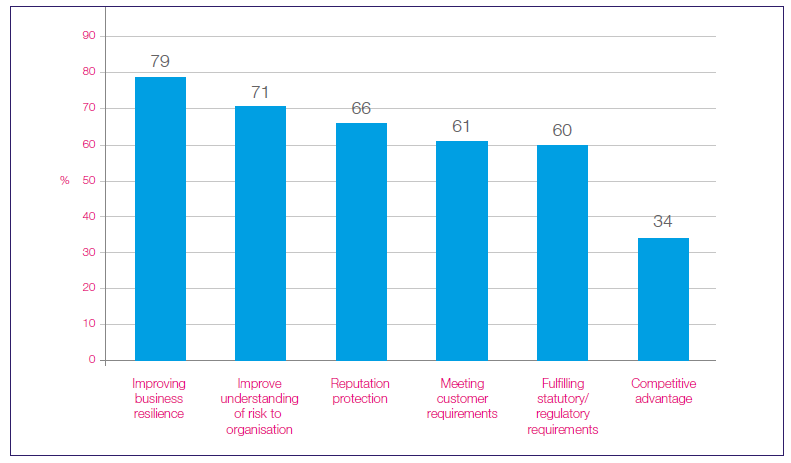 90
80
70
60
%
50
40
30
20
10
0
79
71
66
61
60
34
Improving
business
resilience
Improve
understanding
of risk to
organisation
Reputation
protection
Meeting
customer
requirements
Fulfilling
statutory/
regulatory
requirements
Competitive
advantage